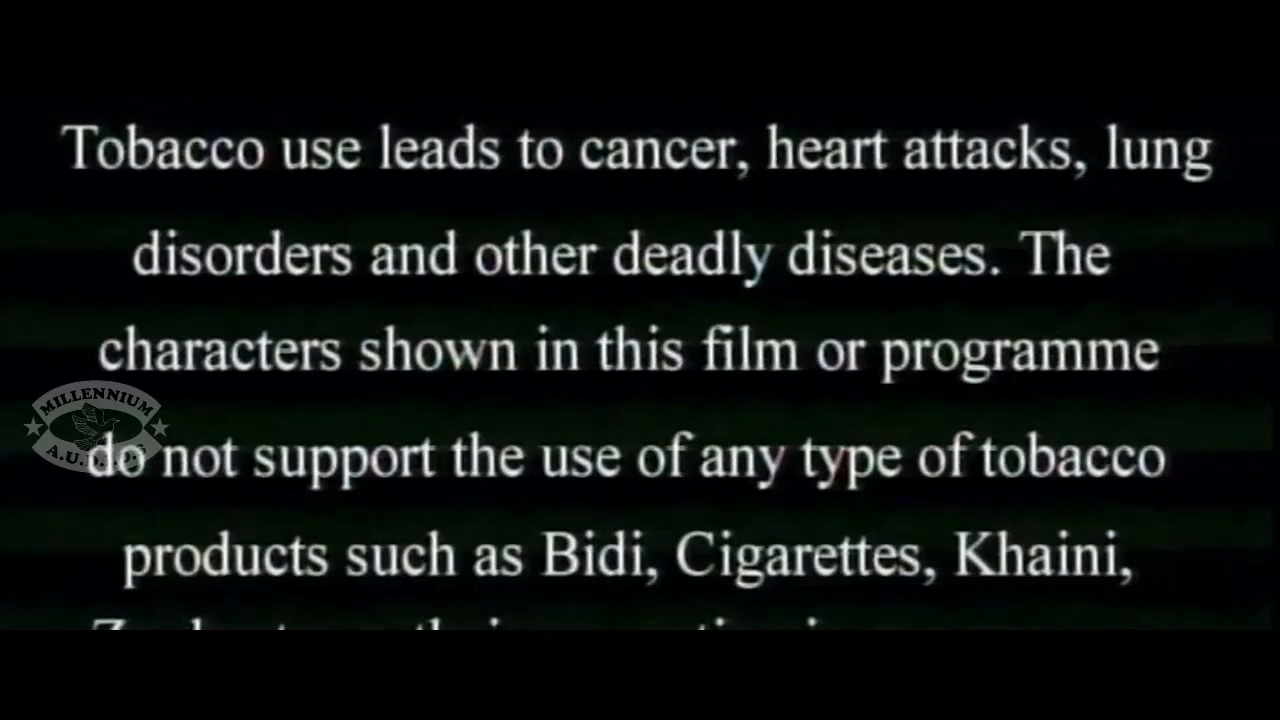 Tobacco use leads to cancer, heart attacks, lung
disorders and other deadly diseases. The
characters shown in this film or programme
do not support the use of any type of tobacco
products such as Bidi, Cigarettes, Khaini,
MILLENNIUM
A.U.D.I.O.S